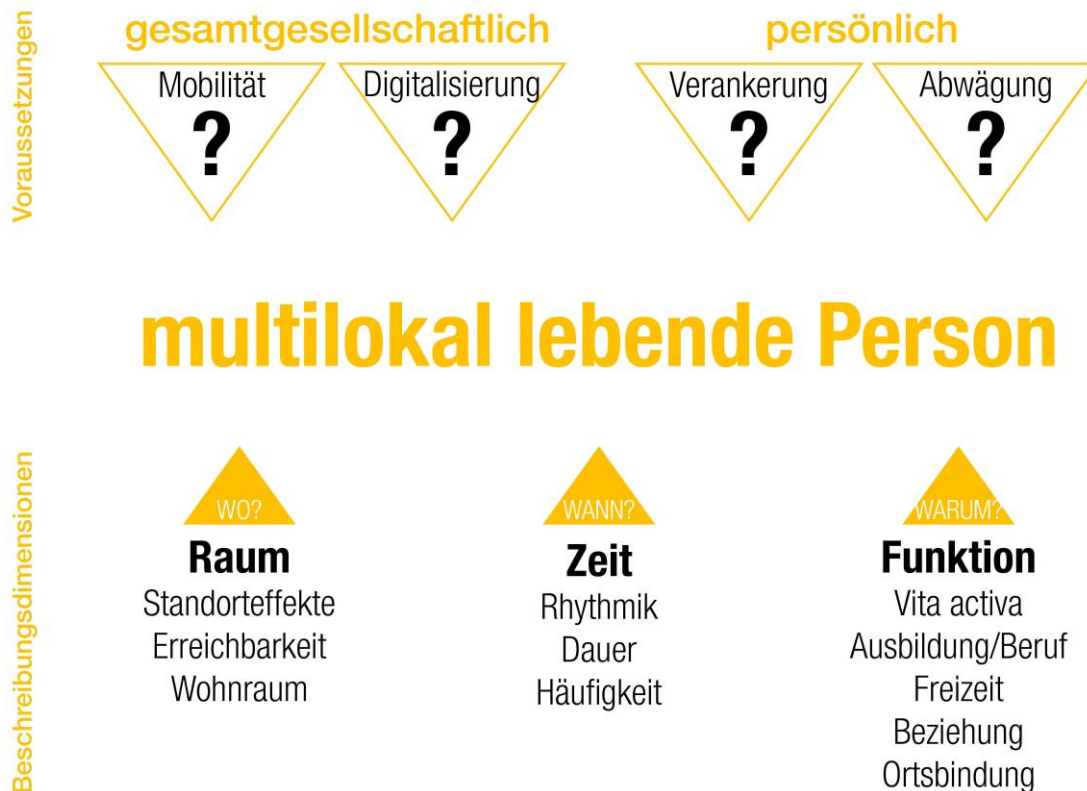 Voraussetzungen
gesamtgesellschaftlich
persönlich
Mobilität
?
Digitalisierung
?
Verankerung
?
Abwägung
?
multilokal lebende Person
Beschreibungsdimensionen
WO?
Raum
Standorteffekte
Erreichbarkeit
Wohnraum
WANN?
Zeit
Rhythmik
Dauer
Häufigkeit
WARUM?
Funktion
Vita activa
Ausbildung/Beruf
Freizeit
Beziehung
Ortsbindung